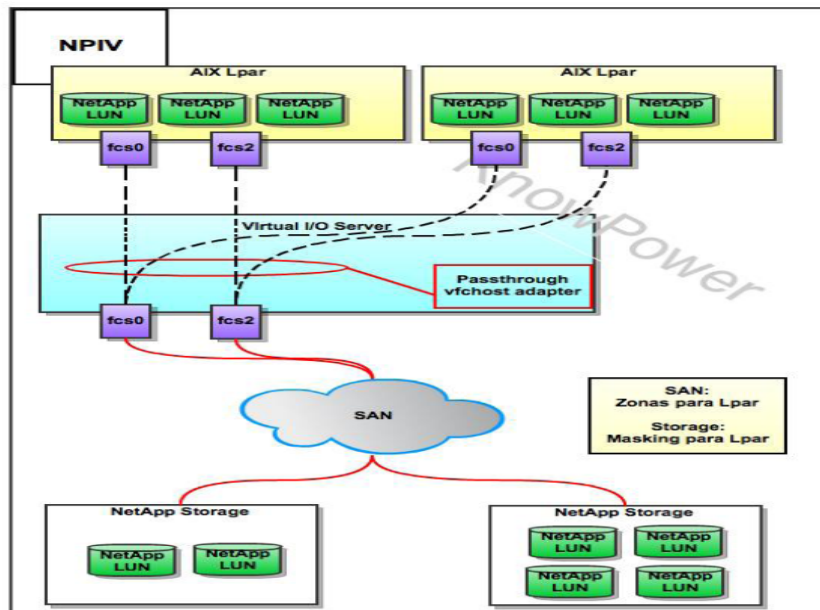 NPIV
AIX Lpar
NetApp
LUN
NetApp
LUN
NetApp
LUN
fcs0
fcs2
AIX Lpar
NetApp
LUN
NetApp
LUN
NetApp
LUN
fcs0
fcs2
KnowPower
Virtual I/O Server
Passthrough
vfchost adapter
fcs0
fcs2
SAN
SAN:
Zonas para Lpar
Storage:
Masking para Lpar
NetApp Storage
NetApp
LUN
NetApp
LUN
NetApp Storage
NetApp
LUN
NetApp
LUN
NetApp
LUN
NetApp
LUN